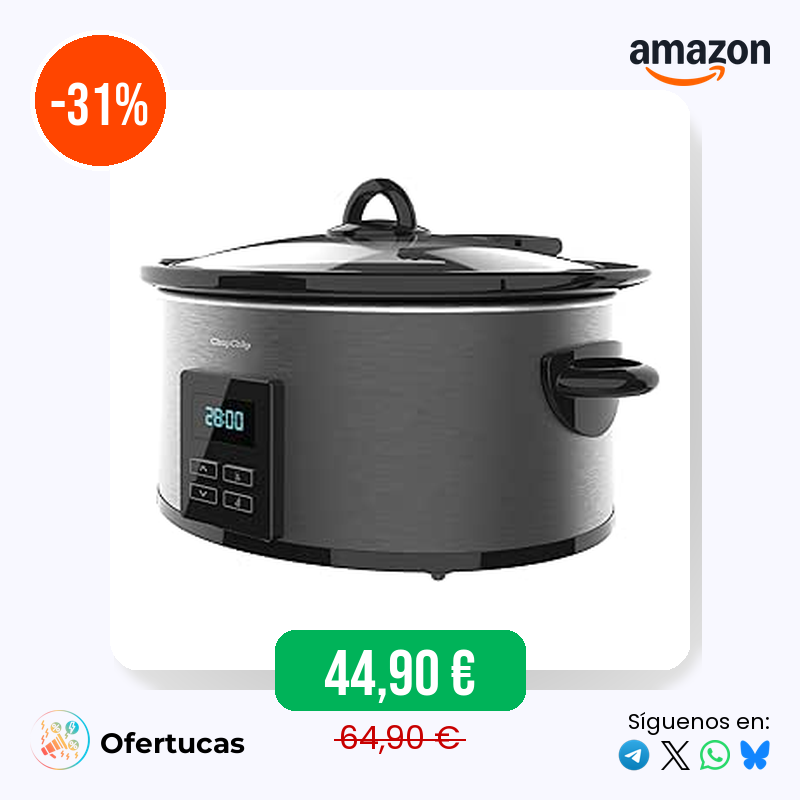 -31%
amazon
28:00
44,90 €
64,90 €
Ofertucas
Síguenos en: